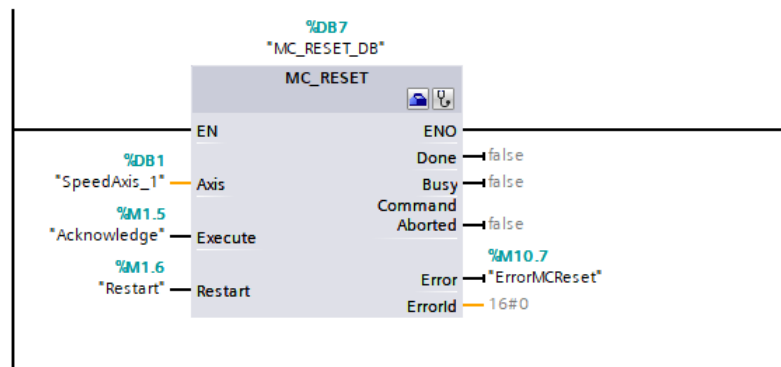 %DB7
"MC_RESET_DB"
MC_RESET
EN
ENO
Done
false
%DB1
"SpeedAxis_1"
Axis
Busy
false
Command
Aborted
false
%M1.5
"Acknowledge"
Execute
%M10.7
%M1.6
"Restart"
Restart
Error
"ErrorMCReset"
ErrorId
16#0